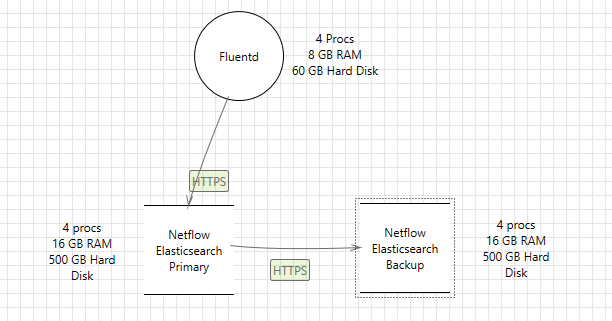 Fluentd
4 Procs
8 GB RAM
60 GB Hard Disk
HTTPS
4 procs
16 GB RAM
500 GB Hard
Disk
Netflow
Elasticsearch
Primary
HTTPS
Netflow
Elasticsearch
Backup
4 procs
16 GB RAM
500 GB Hard
Disk